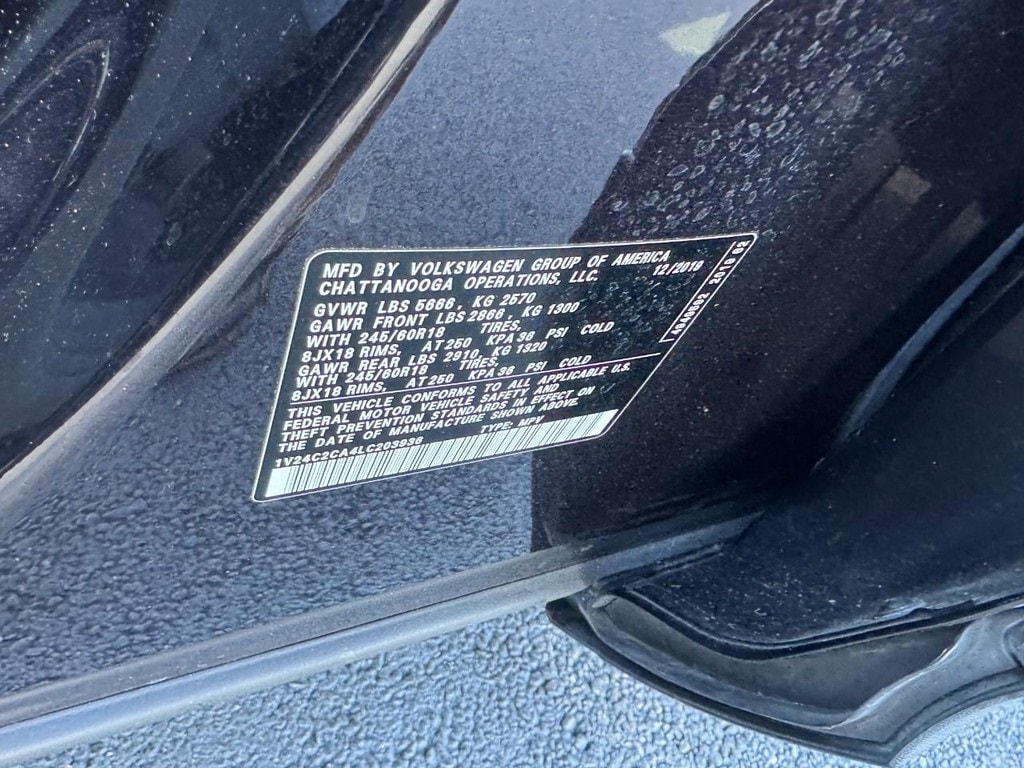 MFD BY VOLKSWAGEN GROUP OF AMERICA
CHATTANOOGA OPERATIONS, LLC. 12/2019
GVWR LBS 5666, KG 2570
GAWR FRONT LBS 2866, KG 1300
WITH 245/60R18 TIRES,
8JX18 RIMS, AT 250 KPA 36 PSI COLD
GAWR REAR LBS 2910, KG 1320
WITH 245/60R18 TIRES,
8JX18 RIMS, AT 250 KPA 36 PSI COLD
THIS VEHICLE CONFORMS TO ALL APPLICABLE U.S.
FEDERAL MOTOR VEHICLE SAFETY AND
THEFT PREVENTION STANDARDS IN EFFECT ON
THE DATE OF MANUFACTURE SHOWN ABOVE
1V24C2CA4LC203936 TYPE: MPV